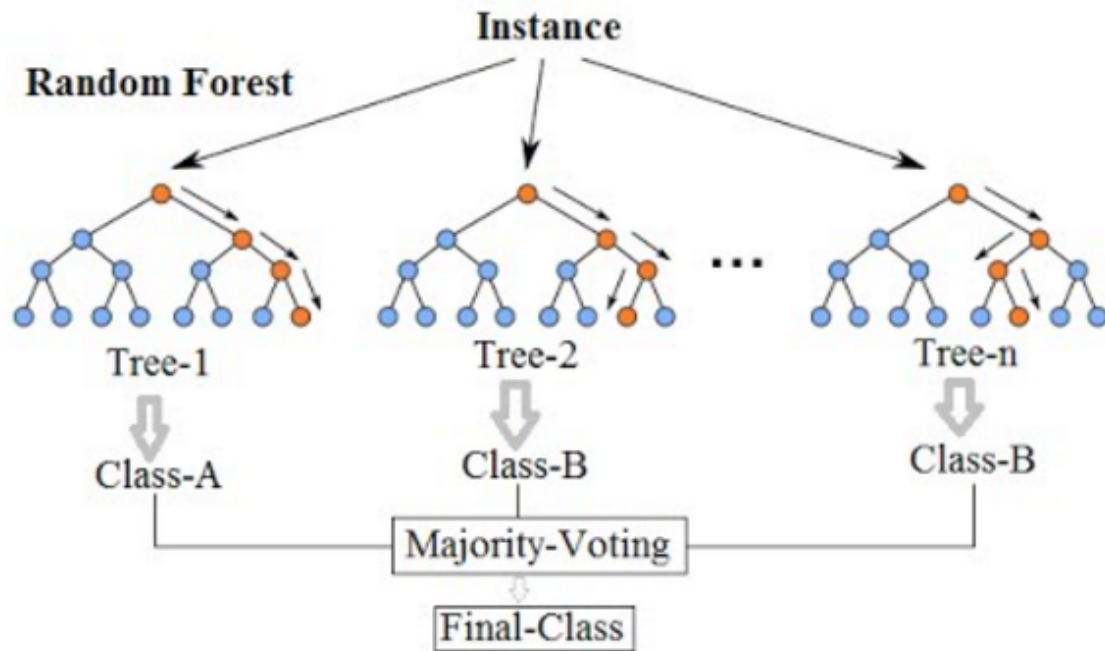 Instance
Random Forest
...
Tree-1
Tree-2
Tree-n
Class-A
Class-B
Class-B
Majority-Voting
Final-Class